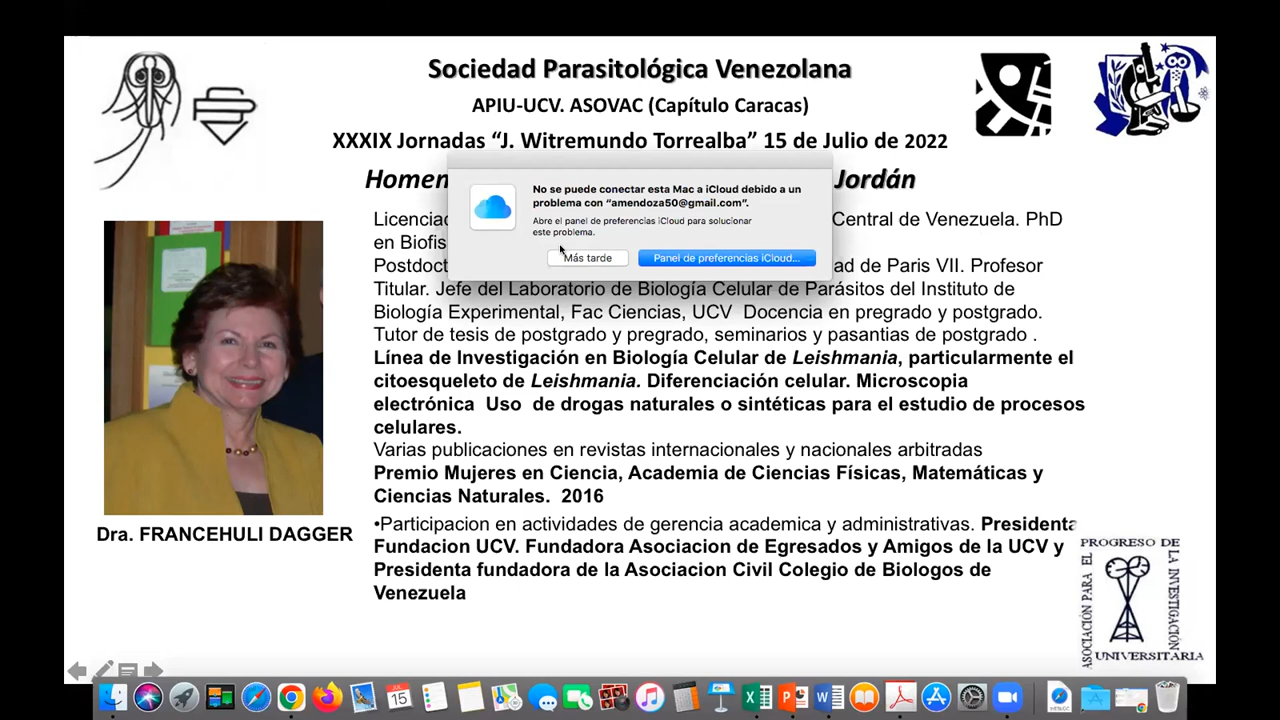 Sociedad Parasitológica Venezolana
APIU-UCV. ASOVAC (Capítulo Caracas)
XXXIX Jornadas “J. Witremundo Torrealba” 15 de Julio de 2022
Homen Jordán
No se puede conectar esta Mac a iCloud debido a un
problema con “amendoza50@gmail.com”.
Abre el panel de preferencias iCloud para solucionar
este problema.
Más tarde Panel de preferencias iCloud...
Licenciad Central de Venezuela. PhD
en Biofis
Postdoct ad de Paris VII. Profesor
Titular. Jefe del Laboratorio de Biología Celular de Parásitos del Instituto de
Biología Experimental, Fac Ciencias, UCV Docencia en pregrado y postgrado.
Tutor de tesis de postgrado y pregrado, seminarios y pasantias de postgrado .
Línea de Investigación en Biología Celular de Leishmania, particularmente el
citoesqueleto de Leishmania. Diferenciación celular. Microscopia
electrónica Uso de drogas naturales o sintéticas para el estudio de procesos
celulares.
Varias publicaciones en revistas internacionales y nacionales arbitradas
Premio Mujeres en Ciencia, Academia de Ciencias Físicas, Matemáticas y
Ciencias Naturales. 2016
•Participacion en actividades de gerencia academica y administrativas. Presidenta
Fundacion UCV. Fundadora Asociacion de Egresados y Amigos de la UCV y
Presidenta fundadora de la Asociacion Civil Colegio de Biologos de
Venezuela
Dra. FRANCEHULI DAGGER
ASOCIACIÓN PARA EL
PROGRESO DE
LA INVESTIGACIÓN
UNIVERSITARIA
15